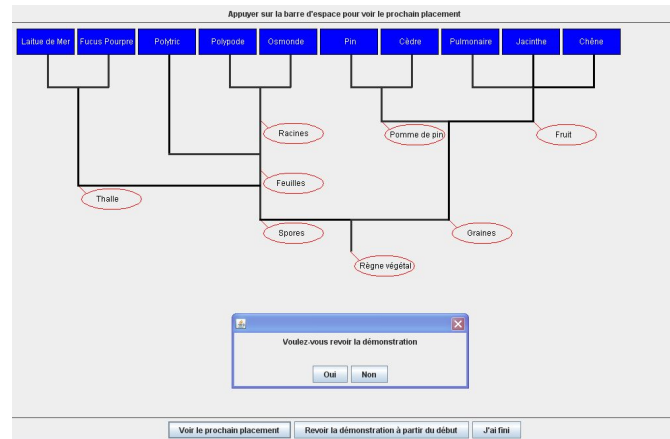 Appuyer sur la barre d'espace pour voir le prochain placement
Laitue de Mer Fucus Pourpre Polytric Polypode Osmonde Pin Cèdre Pulmonaire Jacinthe Chêne
Racines Pomme de pin Fruit
Feuilles
Thalle
Spores Graines
Règne végétal
Voulez-vous revoir la démonstration
Oui Non
Voir le prochain placement Revoir la démonstration à partir du début J'ai fini